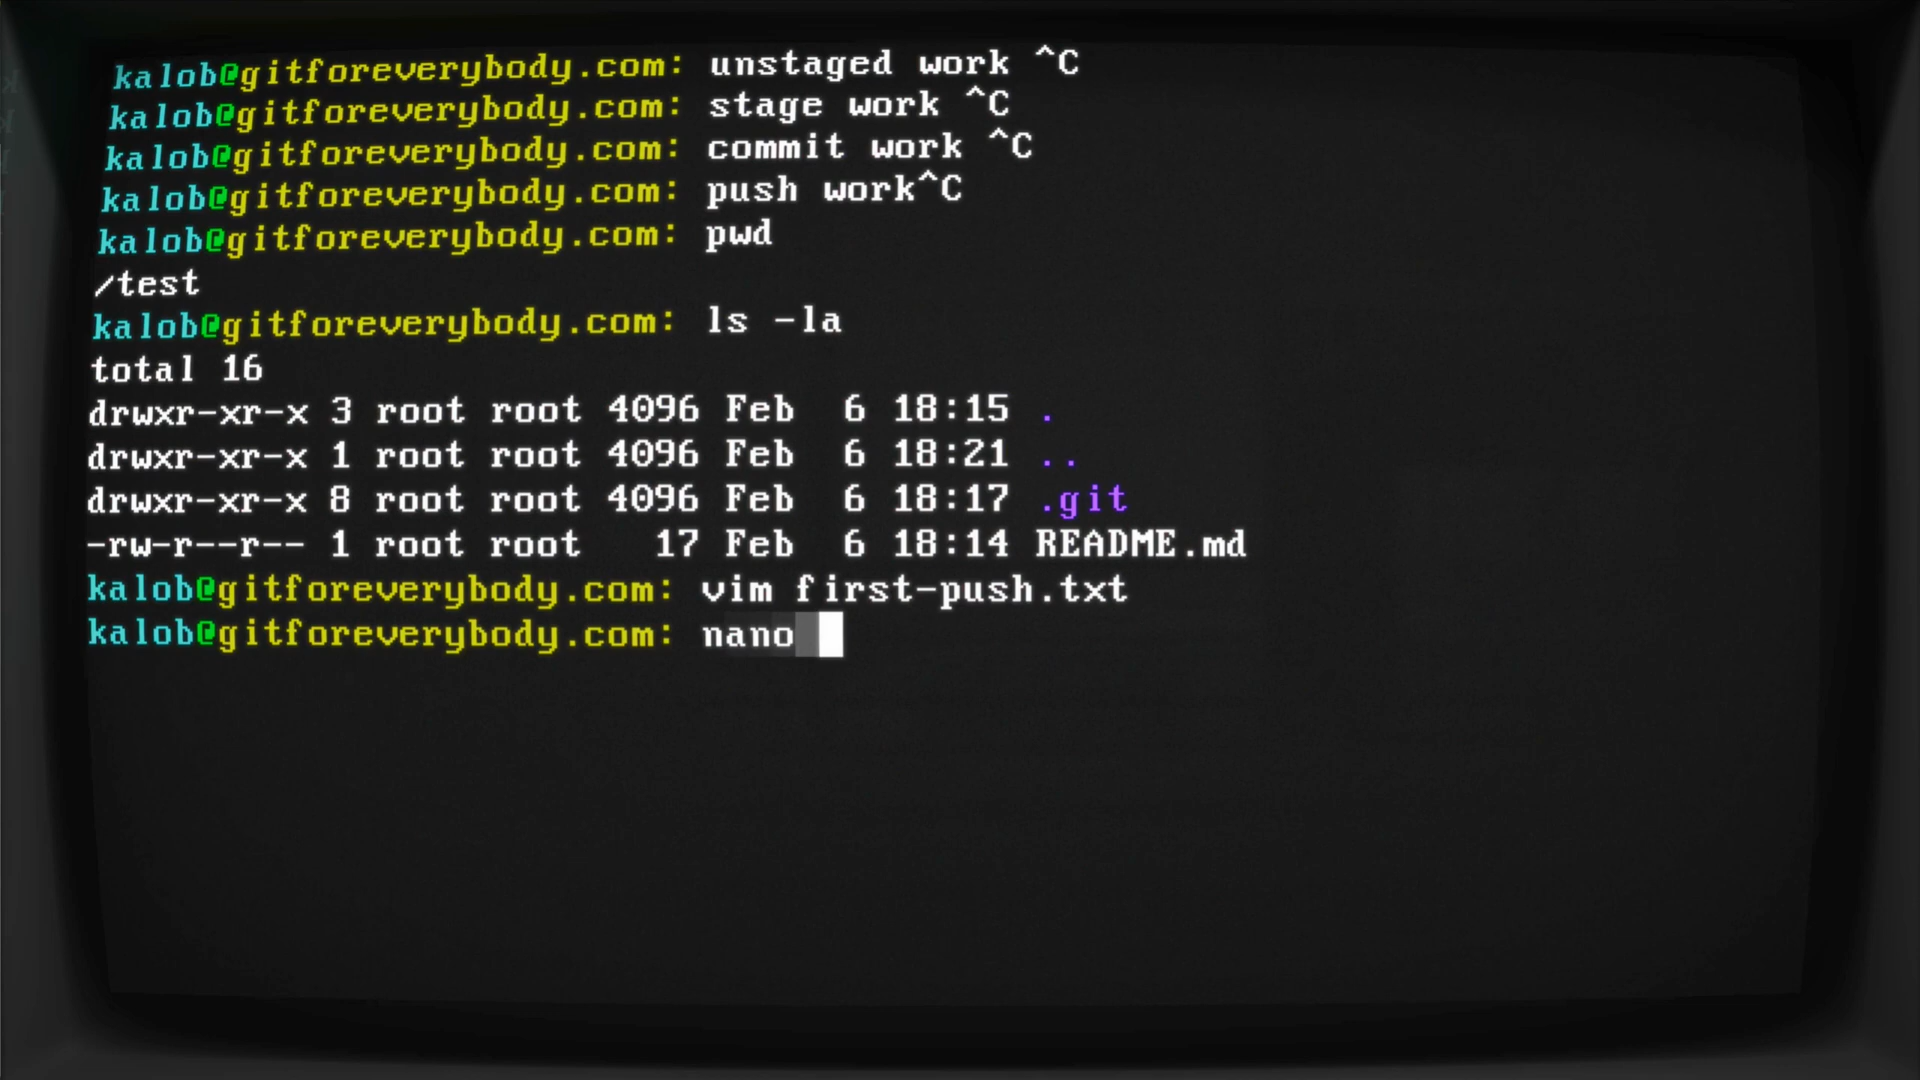 kalob@gitforeverybody.com: unstaged work ^C
kalob@gitforeverybody.com: stage work ^C
kalob@gitforeverybody.com: commit work ^C
kalob@gitforeverybody.com: push work^C
kalob@gitforeverybody.com: pwd
/test
kalob@gitforeverybody.com: ls -la
total 16
drwxr-xr-x 3 root root 4096 Feb  6 18:15 .
drwxr-xr-x 1 root root 4096 Feb  6 18:21 ..
drwxr-xr-x 8 root root 4096 Feb  6 18:17 .git
-rw-r--r-- 1 root root   17 Feb  6 18:14 README.md
kalob@gitforeverybody.com: vim first-push.txt
kalob@gitforeverybody.com: nano